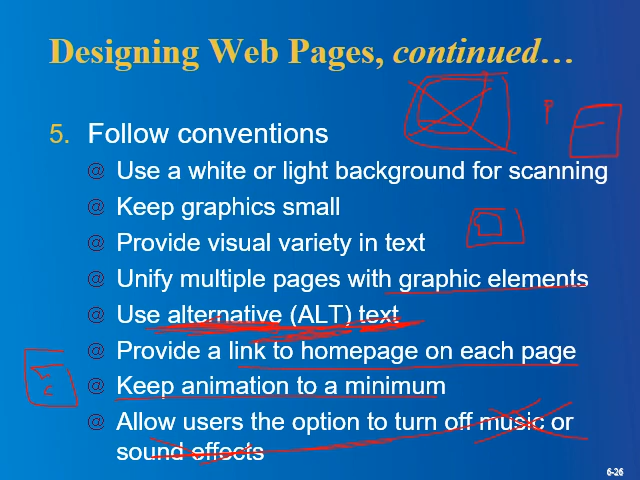 Designing Web Pages, continued…
5. Follow conventions
@ Use a white or light background for scanning
@ Keep graphics small
@ Provide visual variety in text
@ Unify multiple pages with graphic elements
@ Use alternative (ALT) text
@ Provide a link to homepage on each page
@ Keep animation to a minimum
@ Allow users the option to turn off music or
sound effects
6-26